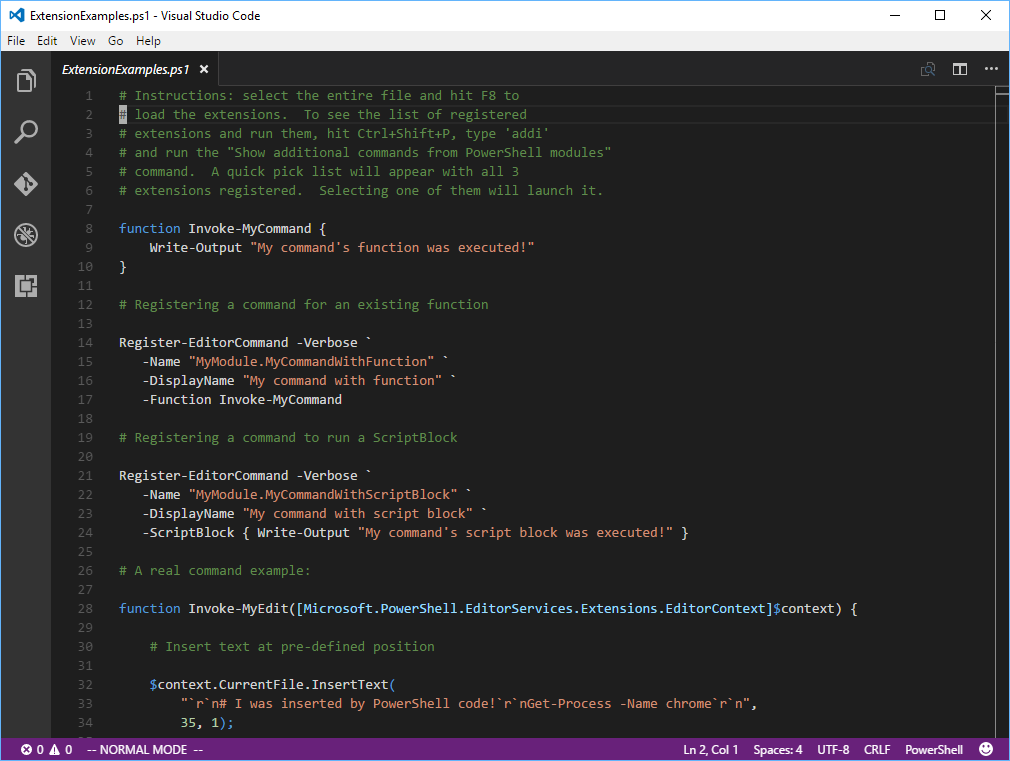 ExtensionExamples.ps1 - Visual Studio Code
File Edit View Go Help
ExtensionExamples.ps1
1 # Instructions: select the entire file and hit F8 to
2 # load the extensions.  To see the list of registered
3 # extensions and run them, hit Ctrl+Shift+P, type 'addi'
4 # and run the "Show additional commands from PowerShell modules"
5 # command.  A quick pick list will appear with all 3
6 # extensions registered.  Selecting one of them will launch it.
7
8 function Invoke-MyCommand {
9     Write-Output "My command's function was executed!"
10 }
11
12 # Registering a command for an existing function
13
14 Register-EditorCommand -Verbose `
15    -Name "MyModule.MyCommandWithFunction" `
16    -DisplayName "My command with function" `
17    -Function Invoke-MyCommand
18
19 # Registering a command to run a ScriptBlock
20
21 Register-EditorCommand -Verbose `
22    -Name "MyModule.MyCommandWithScriptBlock" `
23    -DisplayName "My command with script block" `
24    -ScriptBlock { Write-Output "My command's script block was executed!" }
25
26 # A real command example:
27
28 function Invoke-MyEdit([Microsoft.PowerShell.EditorServices.Extensions.EditorContext]$context) {
29
30     # Insert text at pre-defined position
31
32     $context.CurrentFile.InsertText(
33         "`r`n# I was inserted by PowerShell code!`r`nGet-Process -Name chrome`r`n",
34         35, 1);
0 0 -- NORMAL MODE -- Ln 2, Col 1 Spaces: 4 UTF-8 CRLF PowerShell